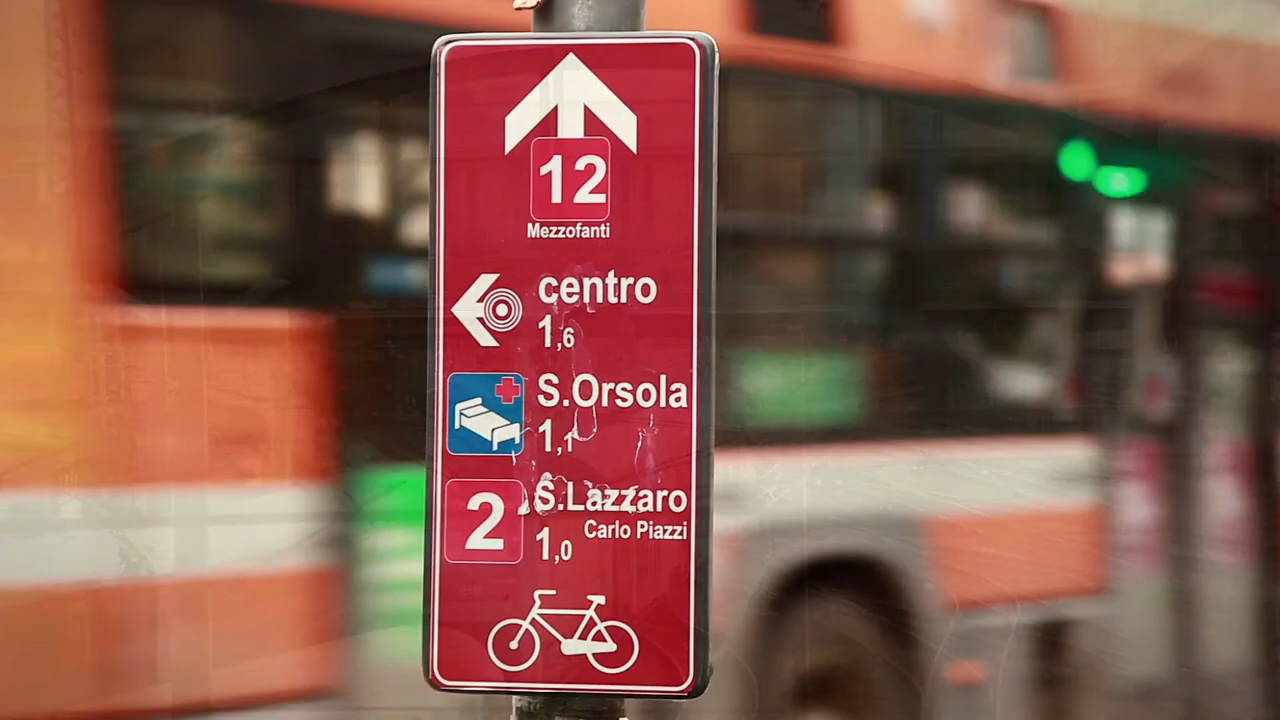 12
Mezzofanti
centro
1,6
S.Orsola
1,1
2
S.Lazzaro
Carlo Piazzi
1,0